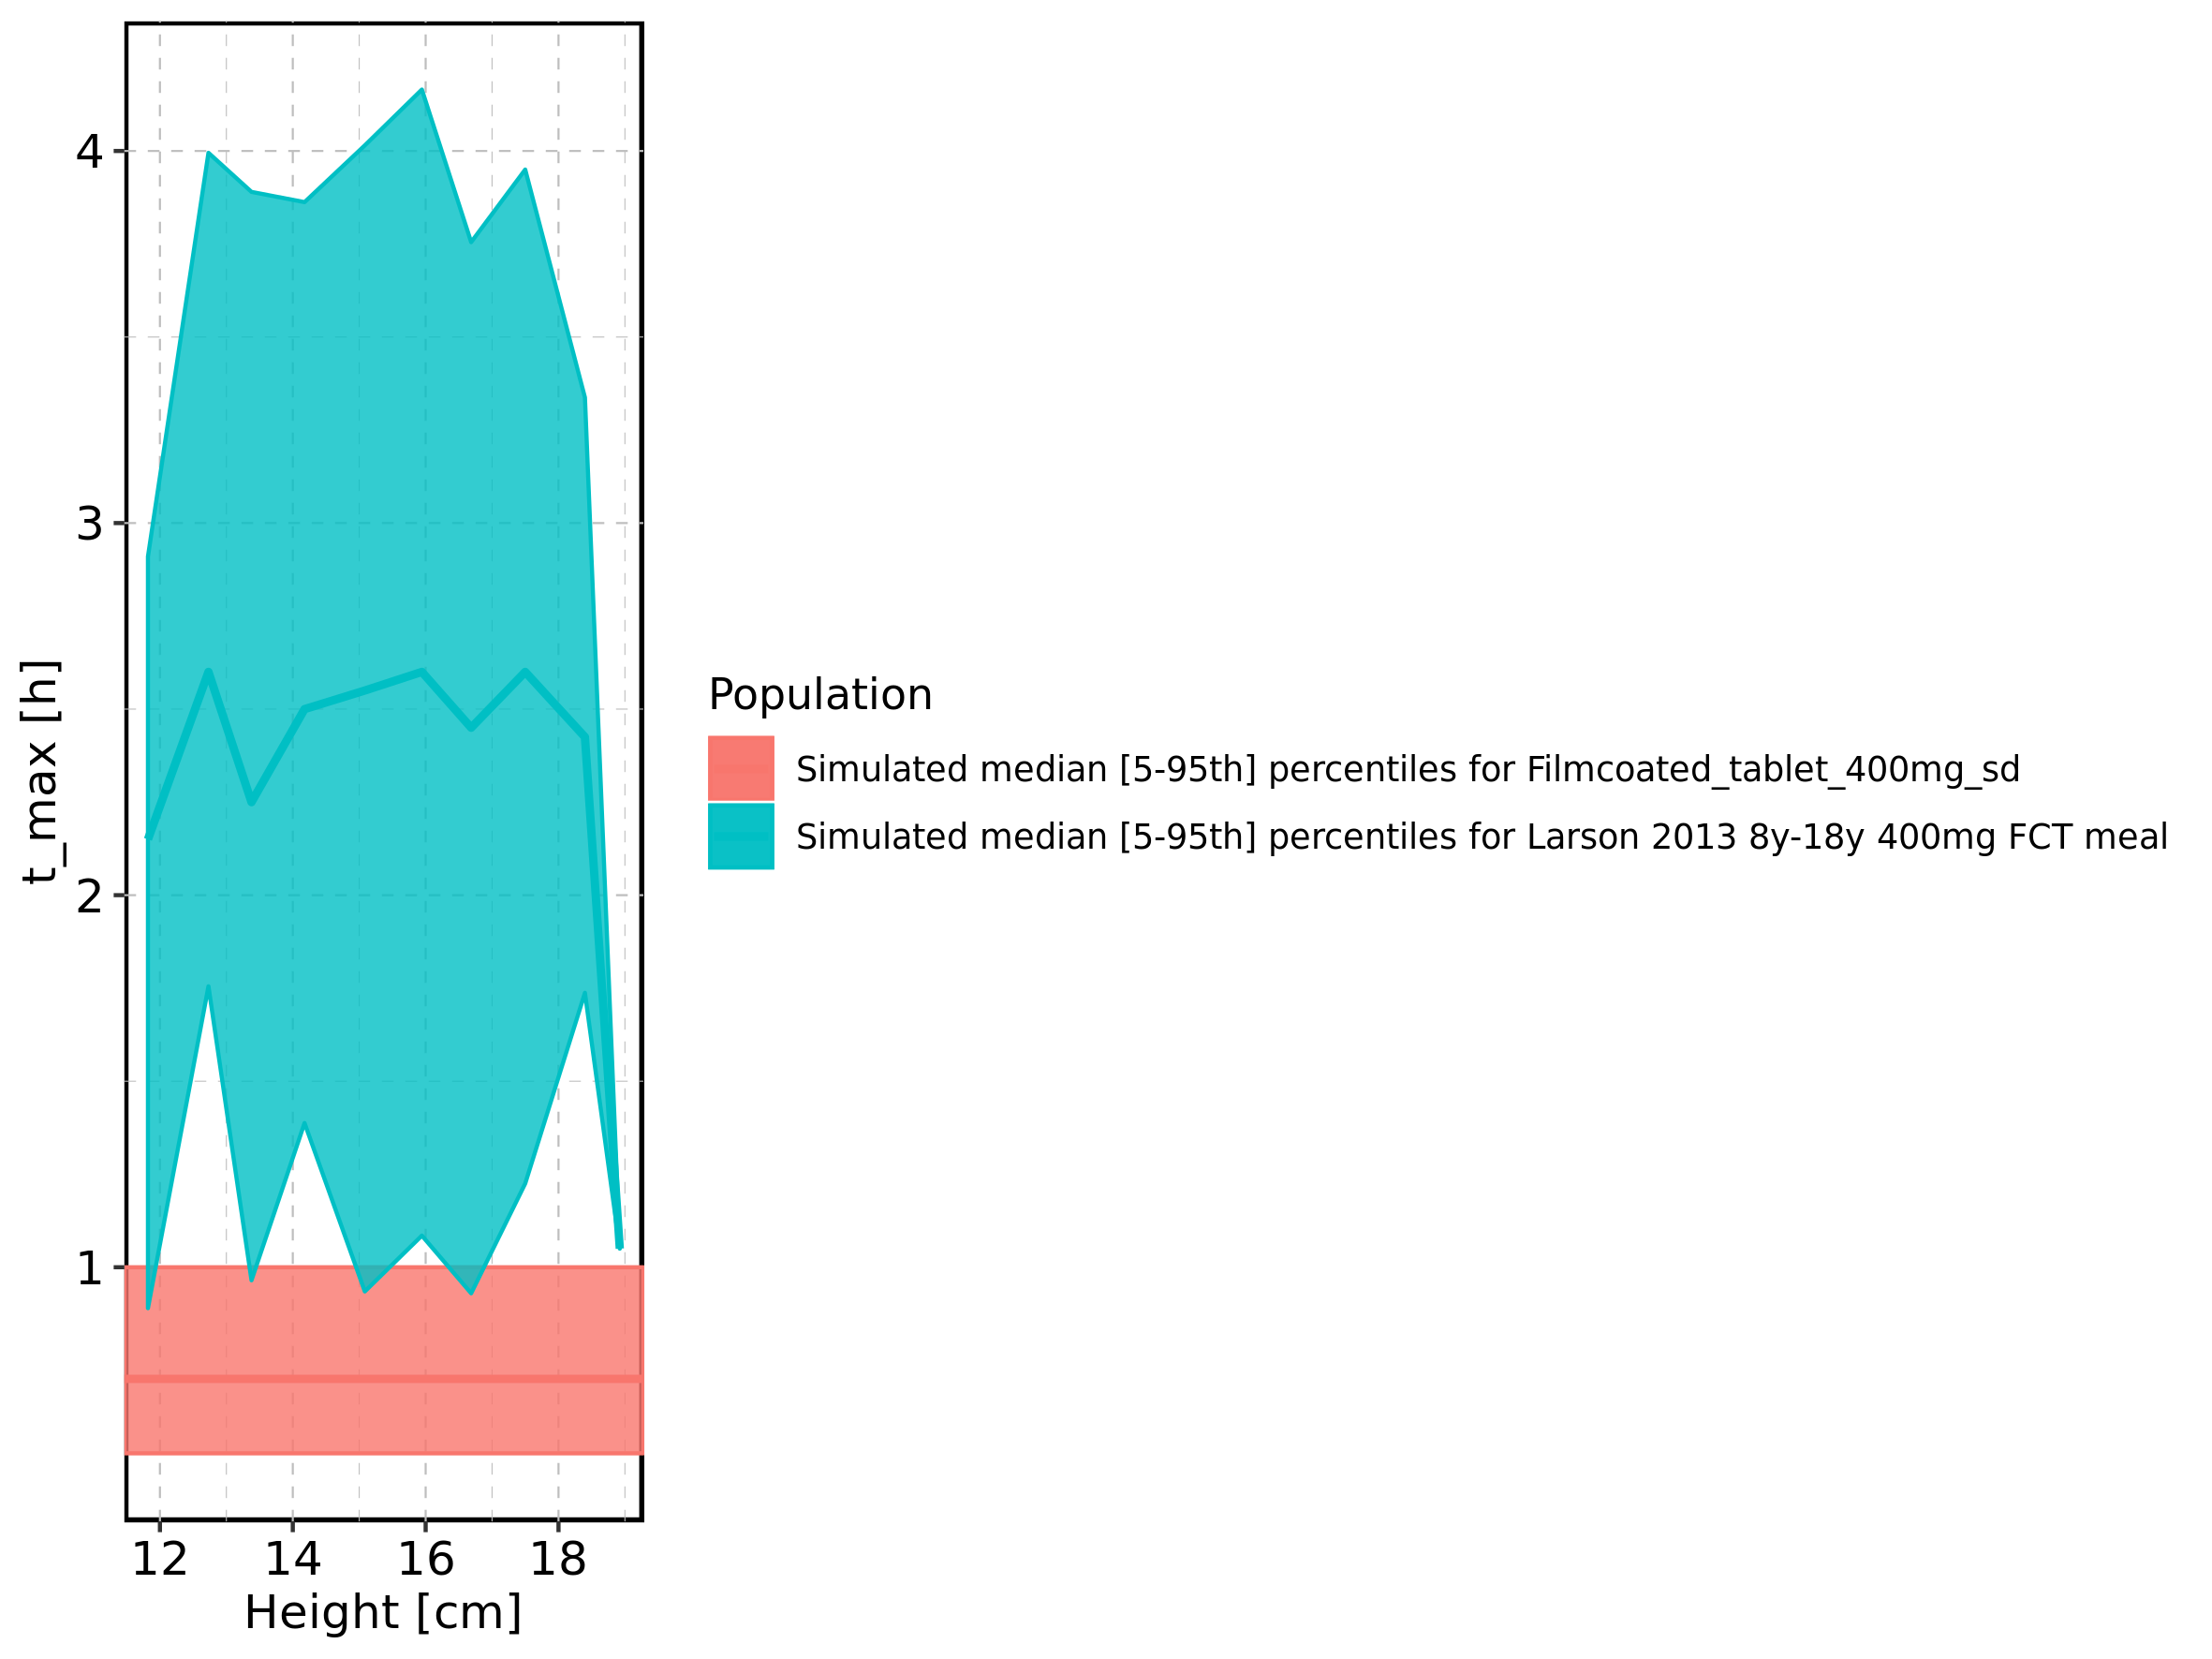 4
3
2
1
t_max [h]
12 14 16 18
Height [cm]
Population
Simulated median [5-95th] percentiles for Filmcoated_tablet_400mg_sd
Simulated median [5-95th] percentiles for Larson 2013 8y-18y 400mg FCT meal